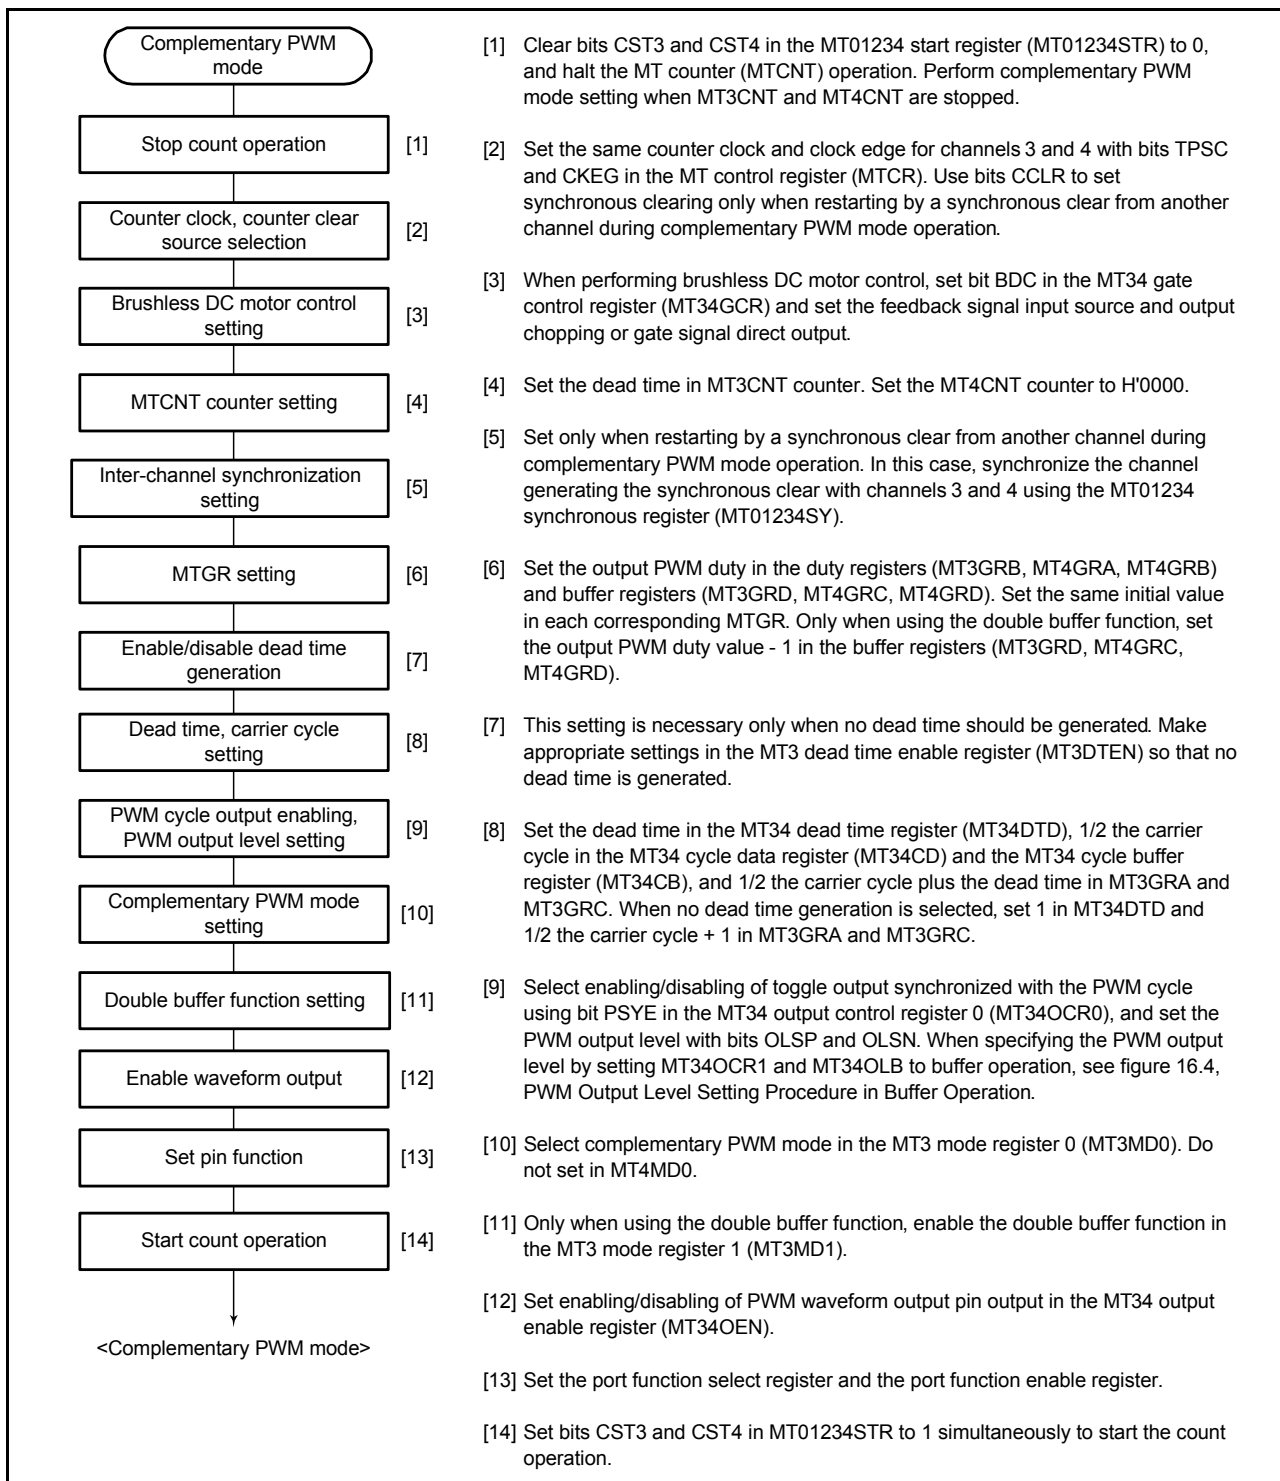 Complementary PWM
mode
Stop count operation
[1]
Counter clock, counter clear
source selection
[2]
Brushless DC motor control
setting
[3]
MTCNT counter setting
[4]
Inter-channel synchronization
setting
[5]
MTGR setting
[6]
Enable/disable dead time
generation
[7]
Dead time, carrier cycle
setting
[8]
PWM cycle output enabling,
PWM output level setting
[9]
Complementary PWM mode
setting
[10]
Double buffer function setting
[11]
Enable waveform output
[12]
Set pin function
[13]
Start count operation
[14]
<Complementary PWM mode>
[1] Clear bits CST3 and CST4 in the MT01234 start register (MT01234STR) to 0,
and halt the MT counter (MTCNT) operation. Perform complementary PWM
mode setting when MT3CNT and MT4CNT are stopped.
[2] Set the same counter clock and clock edge for channels 3 and 4 with bits TPSC
and CKEG in the MT control register (MTCR). Use bits CCLR to set
synchronous clearing only when restarting by a synchronous clear from another
channel during complementary PWM mode operation.
[3] When performing brushless DC motor control, set bit BDC in the MT34 gate
control register (MT34GCR) and set the feedback signal input source and output
chopping or gate signal direct output.
[4] Set the dead time in MT3CNT counter. Set the MT4CNT counter to H'0000.
[5] Set only when restarting by a synchronous clear from another channel during
complementary PWM mode operation. In this case, synchronize the channel
generating the synchronous clear with channels 3 and 4 using the MT01234
synchronous register (MT01234SY).
[6] Set the output PWM duty in the duty registers (MT3GRB, MT4GRA, MT4GRB)
and buffer registers (MT3GRD, MT4GRC, MT4GRD). Set the same initial value
in each corresponding MTGR. Only when using the double buffer function, set
the output PWM duty value - 1 in the buffer registers (MT3GRD, MT4GRC,
MT4GRD).
[7] This setting is necessary only when no dead time should be generated. Make
appropriate settings in the MT3 dead time enable register (MT3DTEN) so that no
dead time is generated.
[8] Set the dead time in the MT34 dead time register (MT34DTD), 1/2 the carrier
cycle in the MT34 cycle data register (MT34CD) and the MT34 cycle buffer
register (MT34CB), and 1/2 the carrier cycle plus the dead time in MT3GRA and
MT3GRC. When no dead time generation is selected, set 1 in MT34DTD and
1/2 the carrier cycle + 1 in MT3GRA and MT3GRC.
[9] Select enabling/disabling of toggle output synchronized with the PWM cycle
using bit PSYE in the MT34 output control register 0 (MT34OCR0), and set the
PWM output level with bits OLSP and OLSN. When specifying the PWM output
level by setting MT34OCR1 and MT34OLB to buffer operation, see figure 16.4,
PWM Output Level Setting Procedure in Buffer Operation.
[10] Select complementary PWM mode in the MT3 mode register 0 (MT3MD0). Do
not set in MT4MD0.
[11] Only when using the double buffer function, enable the double buffer function in
the MT3 mode register 1 (MT3MD1).
[12] Set enabling/disabling of PWM waveform output pin output in the MT34 output
enable register (MT34OEN).
[13] Set the port function select register and the port function enable register.
[14] Set bits CST3 and CST4 in MT01234STR to 1 simultaneously to start the count
operation.